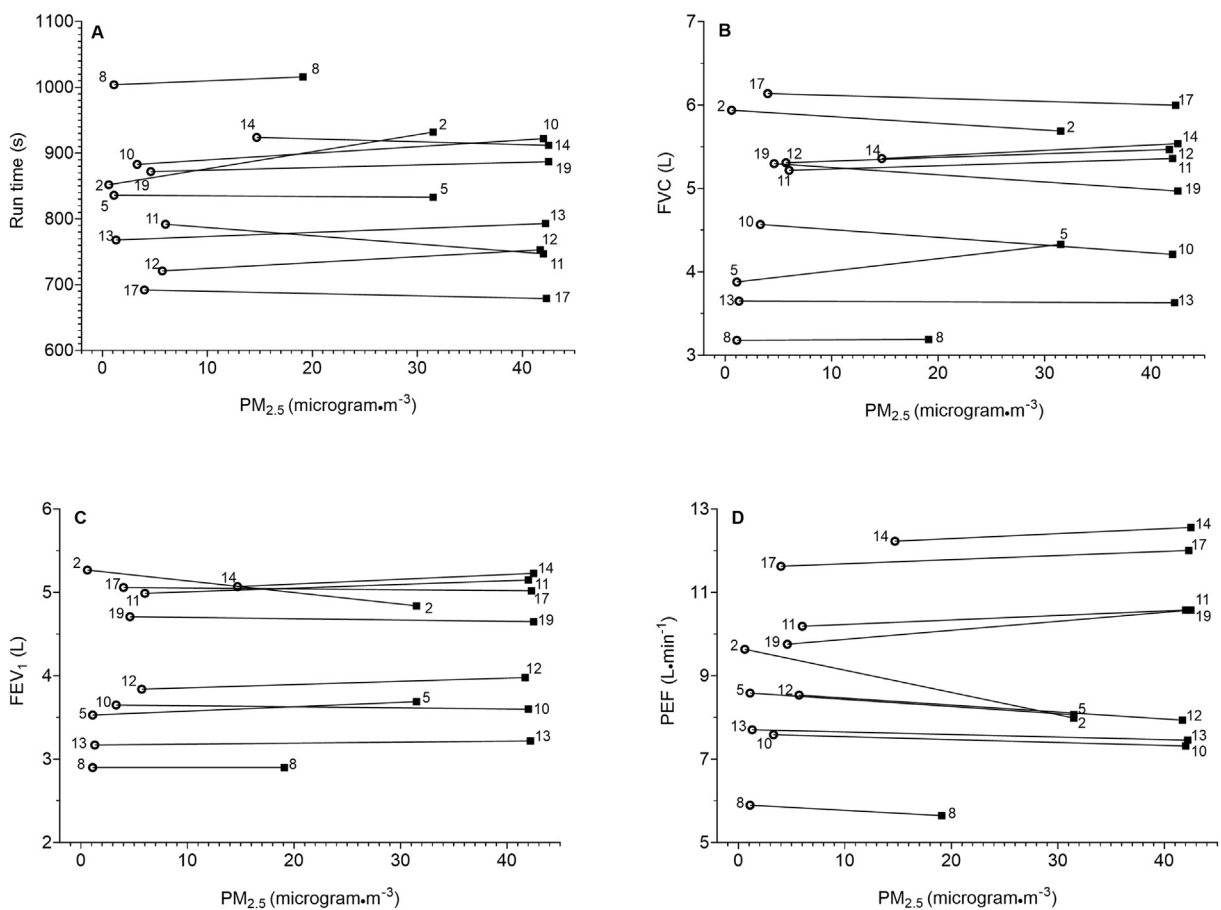 A
Run time (s)
1100
1000
900
800
700
600
8 8
14 2 10
10 14
2 19 19
5 5
11 13
13 12
12 11
17 17
0 10 20 30 40
PM2.5 (microgram•m-3)
B
FVC (L)
7
6
5
4
3
17 17
2 2
14
19 12 14 12
11 11
19
10 10
5 5
13 13
8 8
0 10 20 30 40
PM2.5 (microgram•m-3)
C
FEV1 (L)
6
5
4
3
2
2 14
17 14 11
11 17
2
19 19
12 12
10 5 10
5
13 13
8 8
0 10 20 30 40
PM2.5 (microgram•m-3)
D
PEF (L•min-1)
13
11
9
7
5
14 14
17 17
11 11
19 19
2
5 12 5 12
2
13 13
10 10
8 8
0 10 20 30 40
PM2.5 (microgram•m-3)